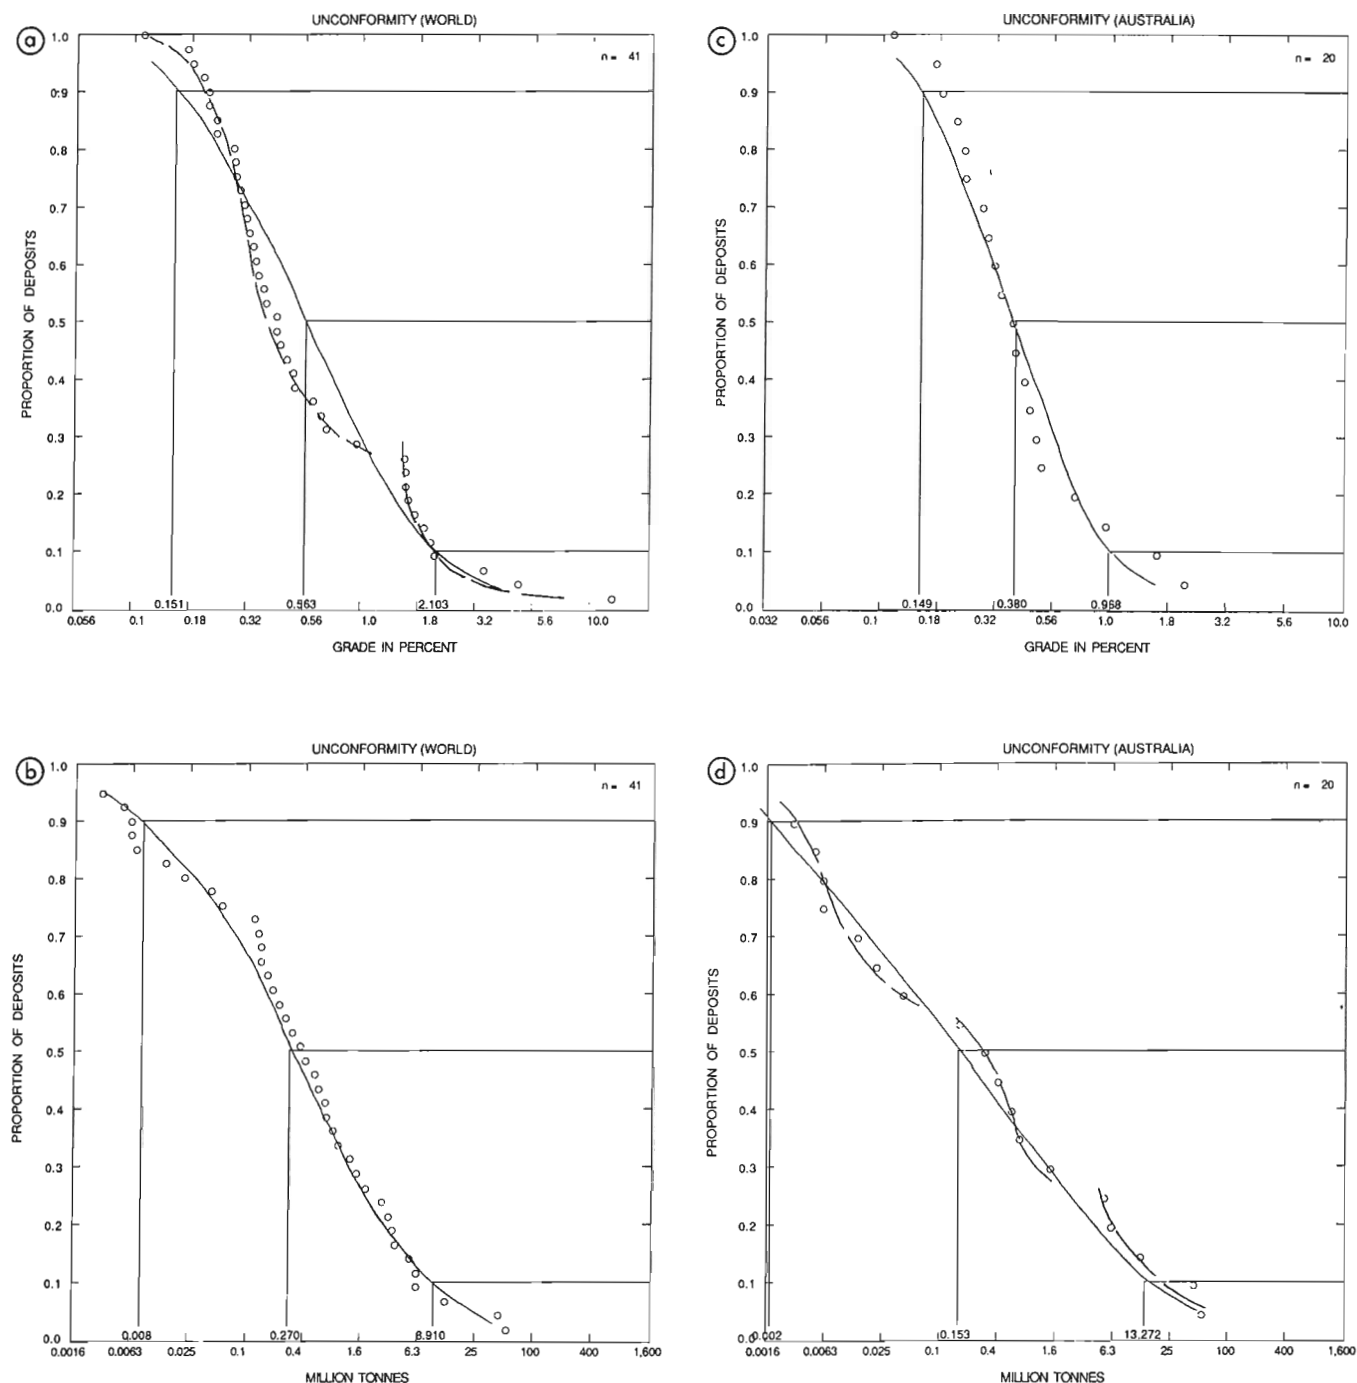 a
UNCONFORMITY (WORLD)
n = 41
PROPORTION OF DEPOSITS
1.0
0.9
0.8
0.7
0.6
0.5
0.4
0.3
0.2
0.1
0.0
0.151 0.563 2.103
0.056 0.1 0.18 0.32 0.56 1.0 1.8 3.2 5.6 10.0
GRADE IN PERCENT
c
UNCONFORMITY (AUSTRALIA)
n = 20
PROPORTION OF DEPOSITS
1.0
0.9
0.8
0.7
0.6
0.5
0.4
0.3
0.2
0.1
0.0
0.149 0.380 0.968
0.032 0.056 0.1 0.18 0.32 0.56 1.0 1.8 3.2 5.6 10.0
GRADE IN PERCENT
b
UNCONFORMITY (WORLD)
n = 41
PROPORTION OF DEPOSITS
1.0
0.9
0.8
0.7
0.6
0.5
0.4
0.3
0.2
0.1
0.0
0.008 0.270 8.910
0.0016 0.0063 0.025 0.1 0.4 1.6 6.3 25 100 400 1,600
MILLION TONNES
d
UNCONFORMITY (AUSTRALIA)
n = 20
PROPORTION OF DEPOSITS
1.0
0.9
0.8
0.7
0.6
0.5
0.4
0.3
0.2
0.1
0.0
0.002 0.153 13.272
0.0016 0.0063 0.025 0.1 0.4 1.6 6.3 25 100 400 1,600
MILLION TONNES